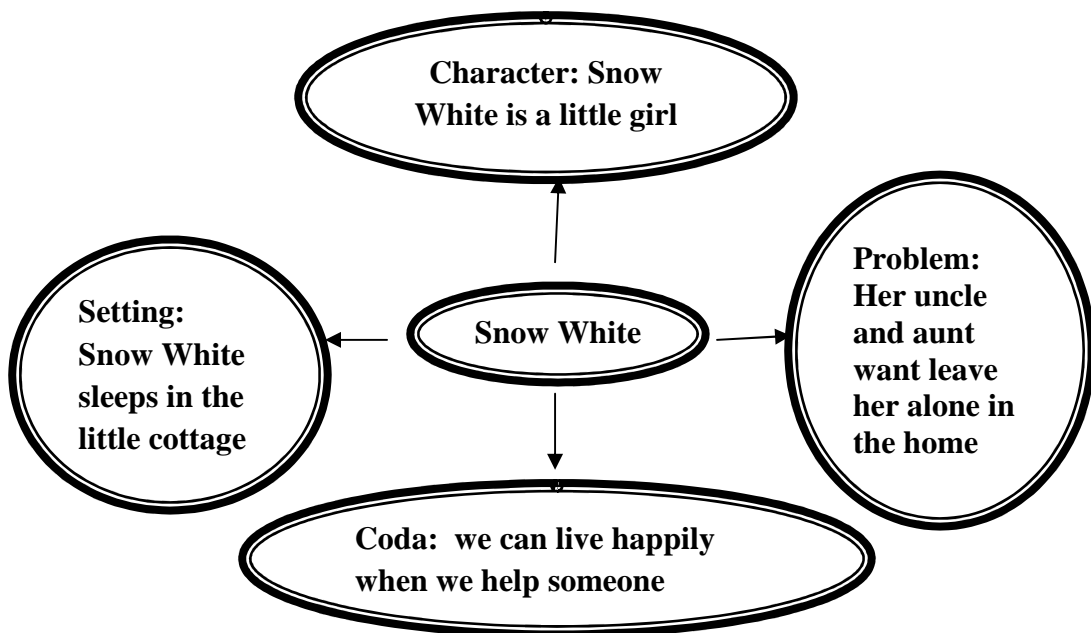 Character: Snow
White is a little girl
Setting:
Snow White
sleeps in the
little cottage
Snow White
Problem:
Her uncle
and aunt
want leave
her alone in
the home
Coda:  we can live happily
when we help someone